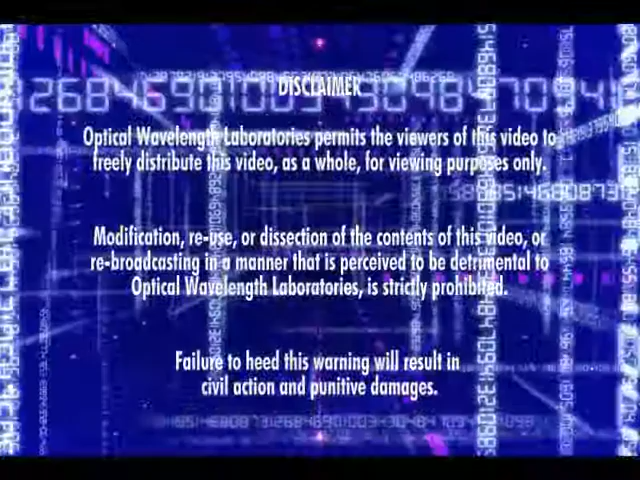 DISCLAIMER
Optical Wavelength Laboratories permits the viewers of this video to
freely distribute this video, as a whole, for viewing purposes only.
Modification, re-use, or dissection of the contents of this video, or
re-broadcasting in a manner that is perceived to be detrimental to
Optical Wavelength Laboratories, is strictly prohibited.
Failure to heed this warning will result in
civil action and punitive damages.